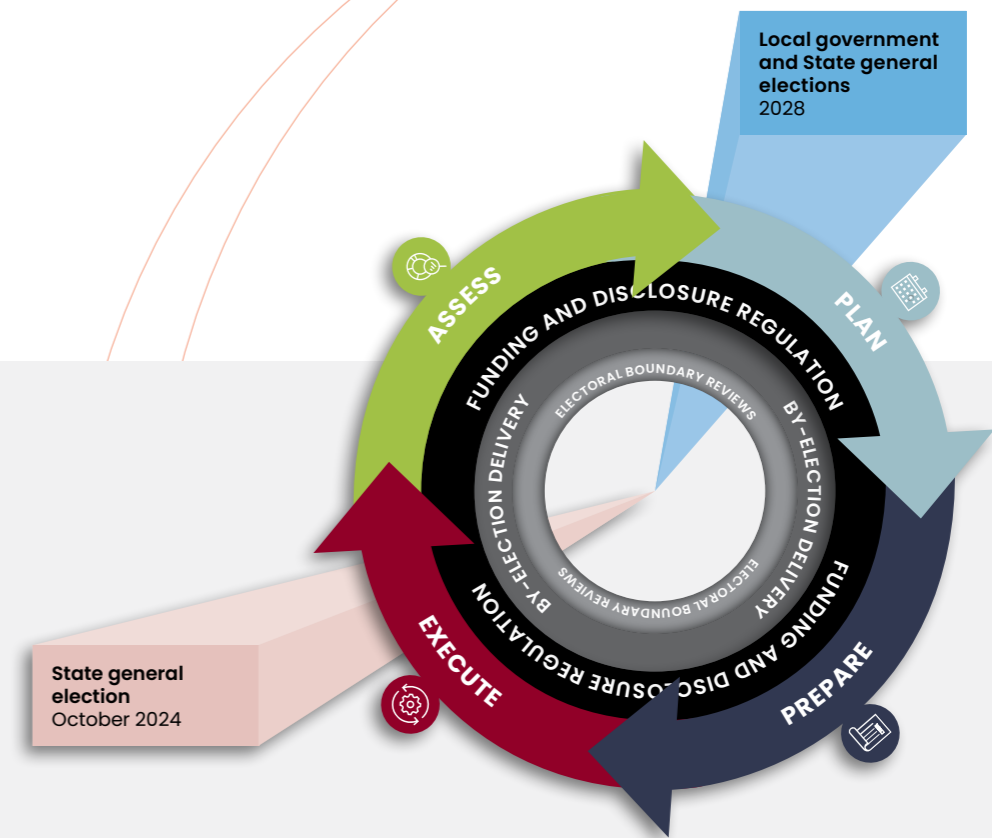 Local government
and State general
elections
2028
ASSESS
PLAN
FUNDING AND DISCLOSURE REGULATION
ELECTORAL BOUNDARY REVIEWS
BY-ELECTION DELIVERY
BY-ELECTION DELIVERY
ELECTORAL BOUNDARY REVIEWS
FUNDING AND DISCLOSURE REGULATION
EXECUTE
PREPARE
State general
election
October 2024